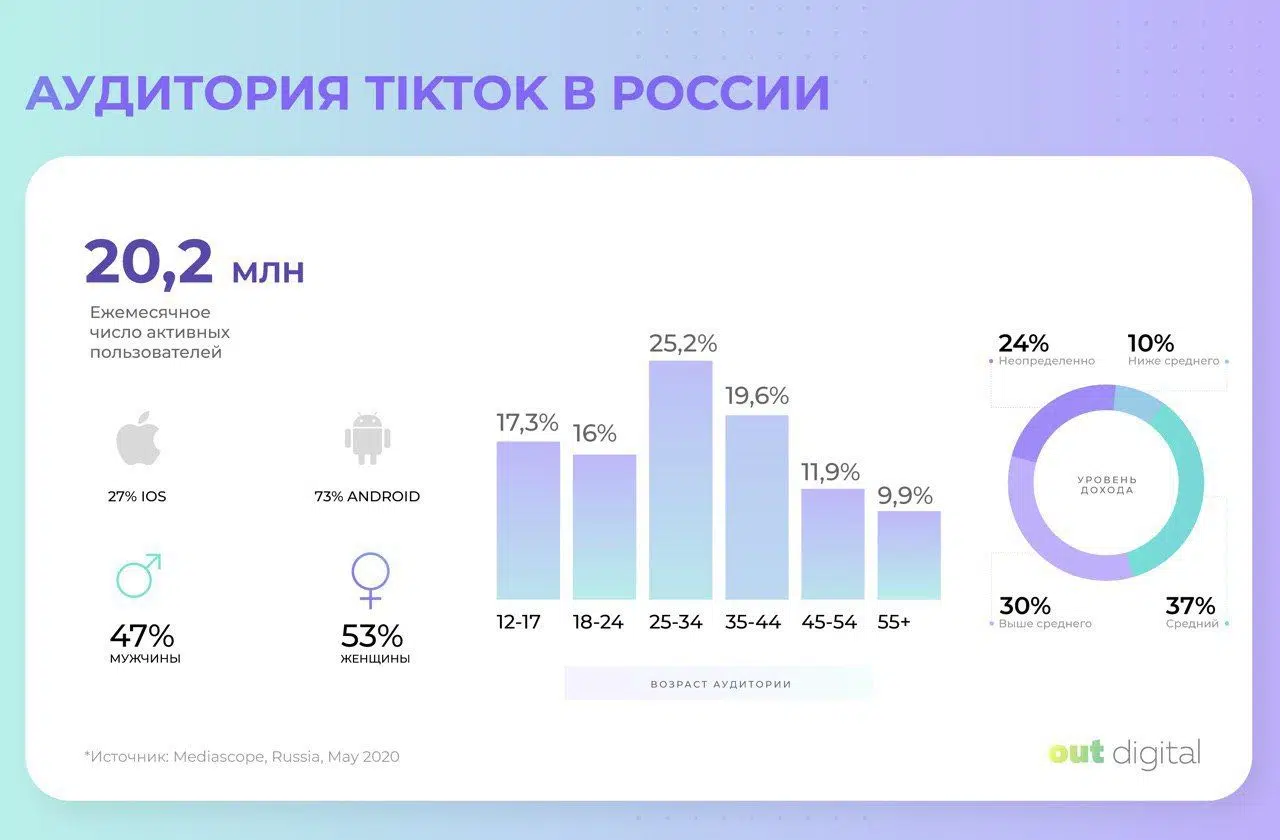 АУДИТОРИЯ TIKTOK В РОССИИ
20,2 МЛН
Ежемесячное
число активных
пользователей
27% IOS
73% ANDROID
47%
МУЖЧИНЫ
53%
ЖЕНЩИНЫ
17,3%
16%
25,2%
19,6%
11,9%
9,9%
12-17
18-24
25-34
35-44
45-54
55+
ВОЗРАСТ АУДИТОРИИ
24%
Неопределенно
10%
Ниже среднего
УРОВЕНЬ
ДОХОДА
30%
Выше среднего
37%
Средний
*Источник: Mediascope, Russia, May 2020
out digital